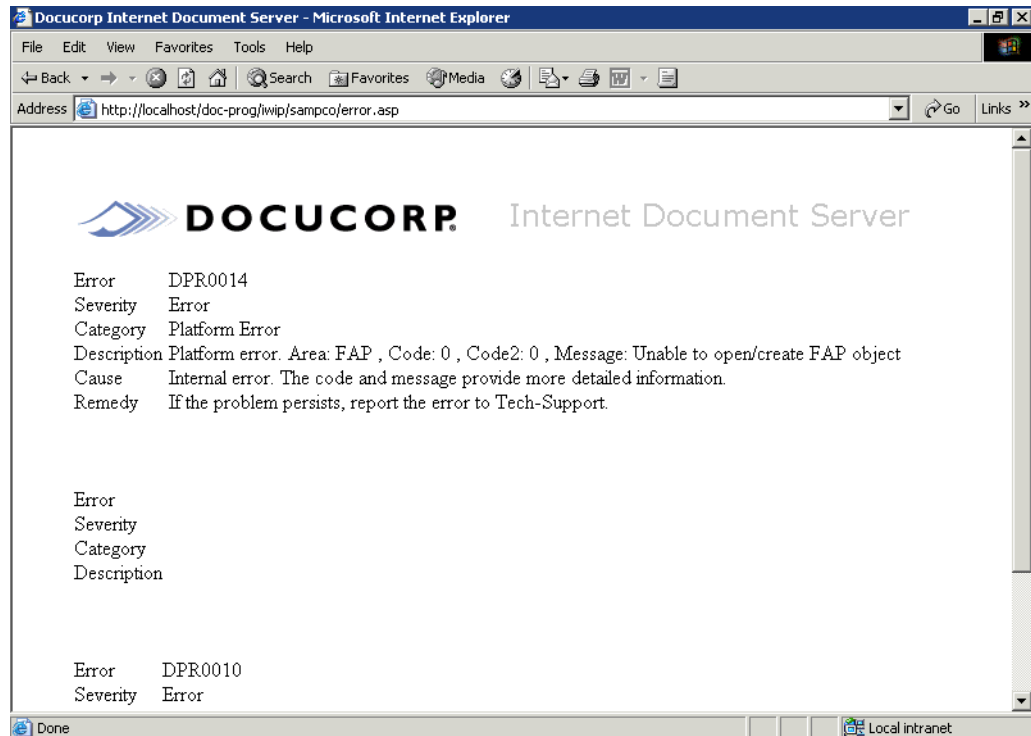 Docucorp Internet Document Server - Microsoft Internet Explorer
File Edit View Favorites Tools Help
Back Search Favorites Media
Address http://localhost/doc-prog/iwip/sampco/error.asp Go Links »
DOCUCORP® Internet Document Server
Error DPR0014
Severity Error
Category Platform Error
Description Platform error. Area: FAP , Code: 0 , Code2: 0 , Message: Unable to open/create FAP object
Cause Internal error. The code and message provide more detailed information.
Remedy If the problem persists, report the error to Tech-Support.
Error
Severity
Category
Description
Error DPR0010
Severity Error
Done Local intranet